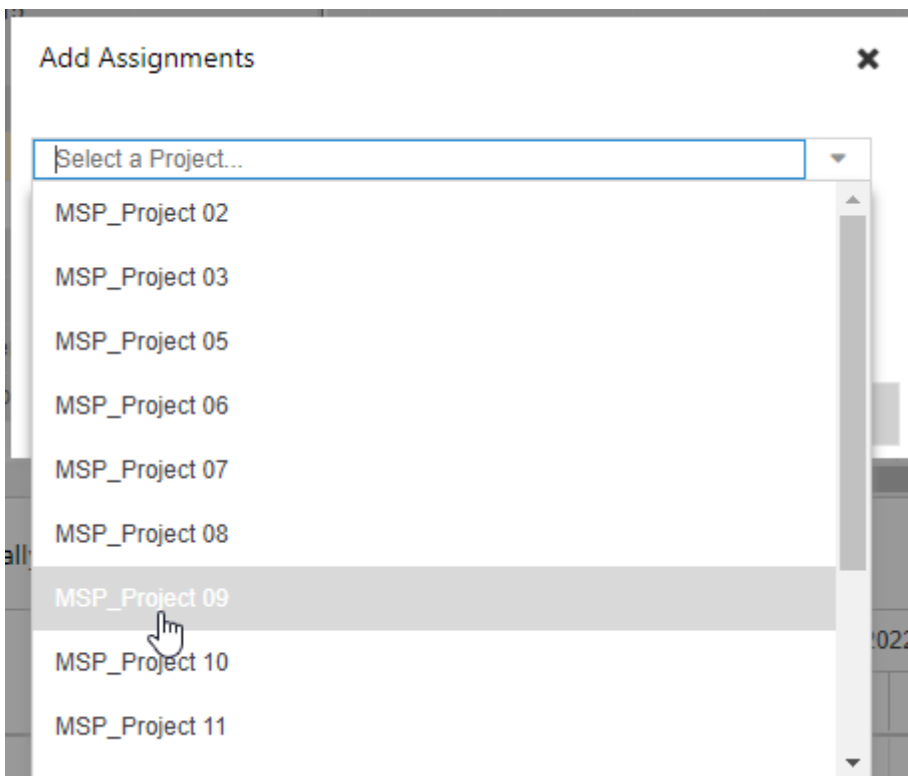 Add Assignments
Select a Project...
MSP_Project 02
MSP_Project 03
MSP_Project 05
MSP_Project 06
MSP_Project 07
MSP_Project 08
MSP_Project 09
MSP_Project 10
2022
MSP_Project 11